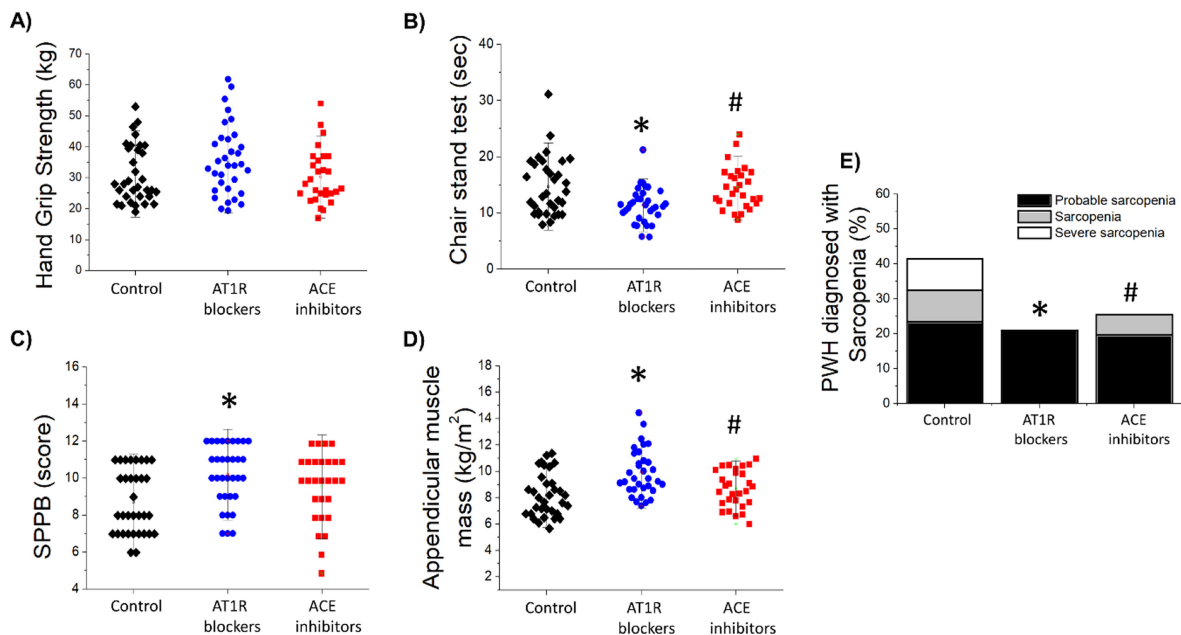 A)
Hand Grip Strength (kg)
70
60
50
40
30
20
10
0
Control
AT1R
blockers
ACE
inhibitors
B)
Chair stand test (sec)
40
30
20
10
0
*
#
Control
AT1R
blockers
ACE
inhibitors
C)
SPPB (score)
16
14
12
10
8
6
4
*
Control
AT1R
blockers
ACE
inhibitors
D)
Appendicular muscle
mass (kg/m²)
18
16
14
12
10
8
6
4
2
*
#
Control
AT1R
blockers
ACE
inhibitors
E)
PWH diagnosed with
Sarcopenia (%)
60
50
40
30
20
10
0
Probable sarcopenia
Sarcopenia
Severe sarcopenia
*
#
Control
AT1R
blockers
ACE
inhibitors